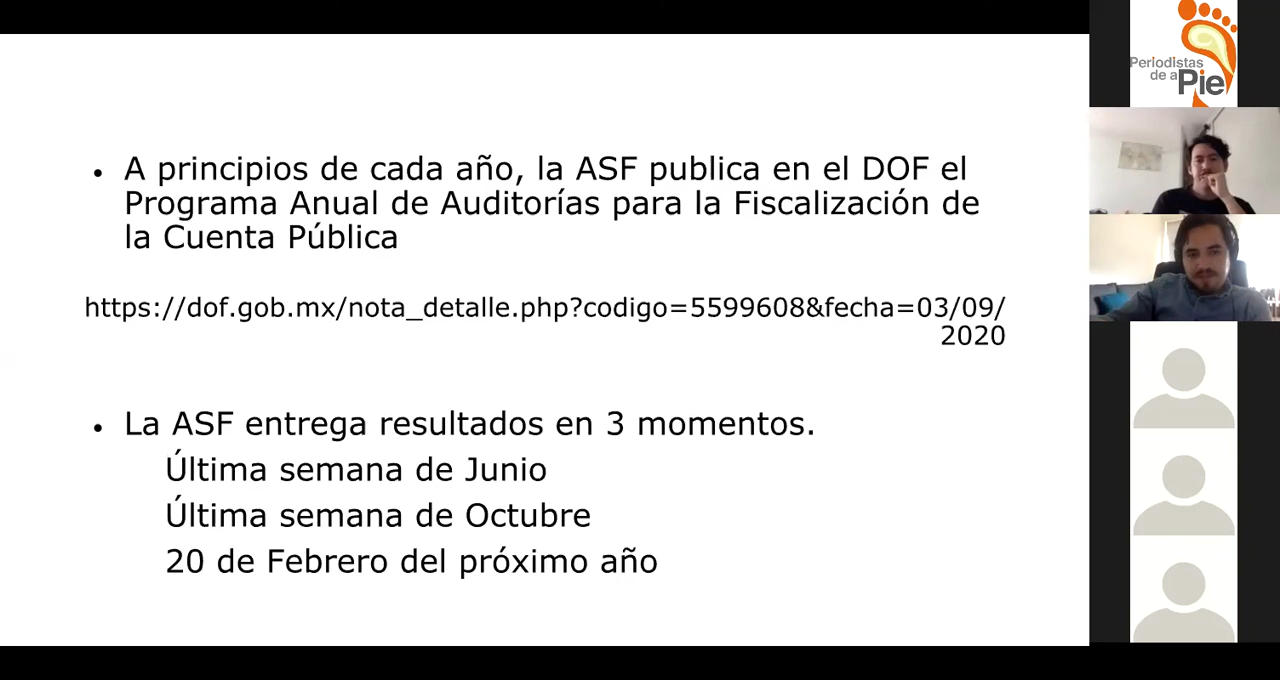 • A principios de cada año, la ASF publica en el DOF el
Programa Anual de Auditorías para la Fiscalización de
la Cuenta Pública
https://dof.gob.mx/nota_detalle.php?codigo=5599608&fecha=03/09/
2020
• La ASF entrega resultados en 3 momentos.
Última semana de Junio
Última semana de Octubre
20 de Febrero del próximo año
Periodistas
de a Pie